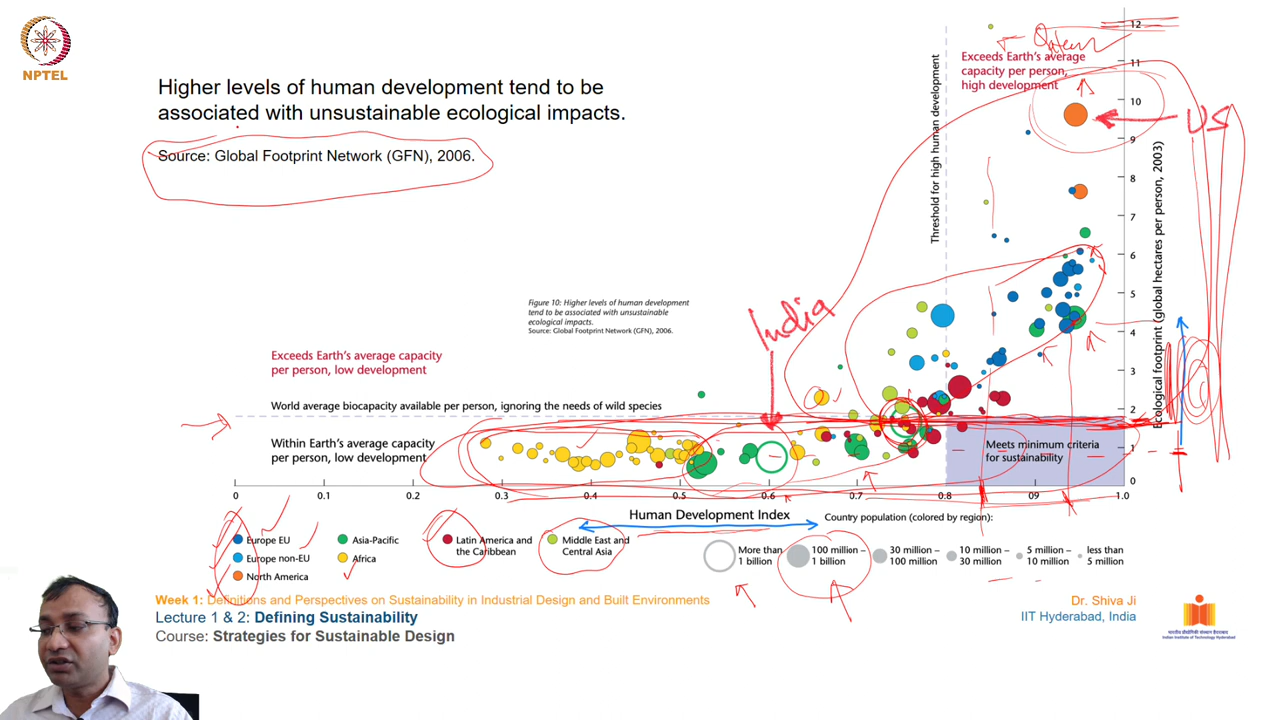 NPTEL
Higher levels of human development tend to be
associated with unsustainable ecological impacts.
Source: Global Footprint Network (GFN), 2006.
Figure 10: Higher levels of human development
tend to be associated with unsustainable
ecological impacts.
Source: Global Footprint Network (GFN), 2006.
Exceeds Earth's average capacity
per person, low development
World average biocapacity available per person, ignoring the needs of wild species
Within Earth's average capacity
per person, low development
India
Threshold for high human development
Exceeds Earth's average
capacity per person,
high development
US
Meets minimum criteria
for sustainability
12
11
10
9
8
7
6
5
4
3
2
1
0
Ecological footprint (global hectares per person, 2003)
0 0.1 0.2 0.3 0.4 0.5 0.6 0.7 0.8 0.9 1.0
Human Development Index
Country population (colored by region):
Europe EU
Europe non-EU
North America
Asia-Pacific
Africa
Latin America and
the Caribbean
Middle East and
Central Asia
More than
1 billion
100 million –
1 billion
30 million –
100 million
10 million –
30 million
5 million –
10 million
less than
5 million
Week 1: Definitions and Perspectives on Sustainability in Industrial Design and Built Environments
Lecture 1 & 2: Defining Sustainability
Course: Strategies for Sustainable Design
Dr. Shiva Ji
IIT Hyderabad, India
Indian Institute of Technology Hyderabad